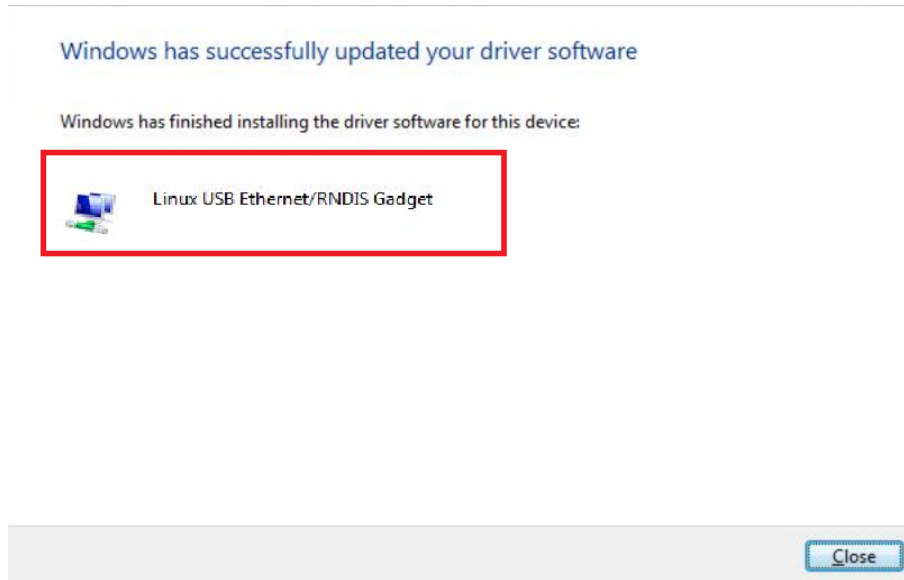 Windows has successfully updated your driver software
Windows has finished installing the driver software for this device:
Linux USB Ethernet/RNDIS Gadget
Close